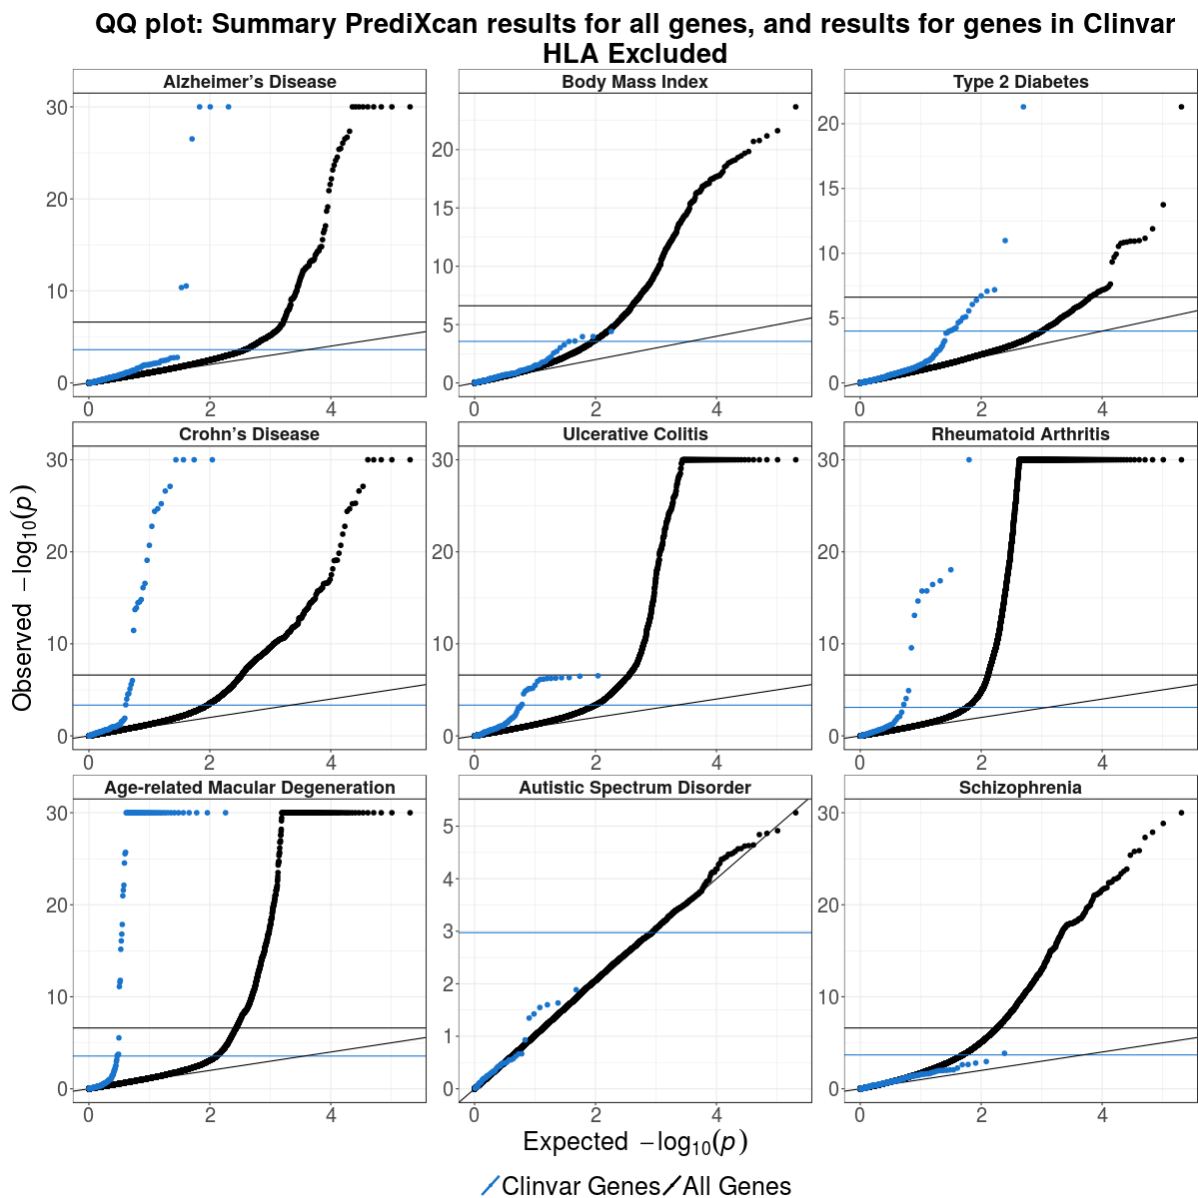 QQ plot: Summary PrediXcan results for all genes, and results for genes in Clinvar
HLA Excluded
Alzheimer's Disease
Body Mass Index
Type 2 Diabetes
30
20
10
0
0 2 4
20
15
10
5
0
0 2 4
20
15
10
5
0
0 2 4
Crohn's Disease
Ulcerative Colitis
Rheumatoid Arthritis
30
20
10
0
0 2 4
30
20
10
0
0 2 4
30
20
10
0
0 2 4
Age-related Macular Degeneration
Autistic Spectrum Disorder
Schizophrenia
30
20
10
0
0 2 4
5
4
3
2
1
0
0 2 4
20
10
0
0 2 4
Observed −log₁₀(p)
Expected −log₁₀(p)
Clinvar Genes All Genes